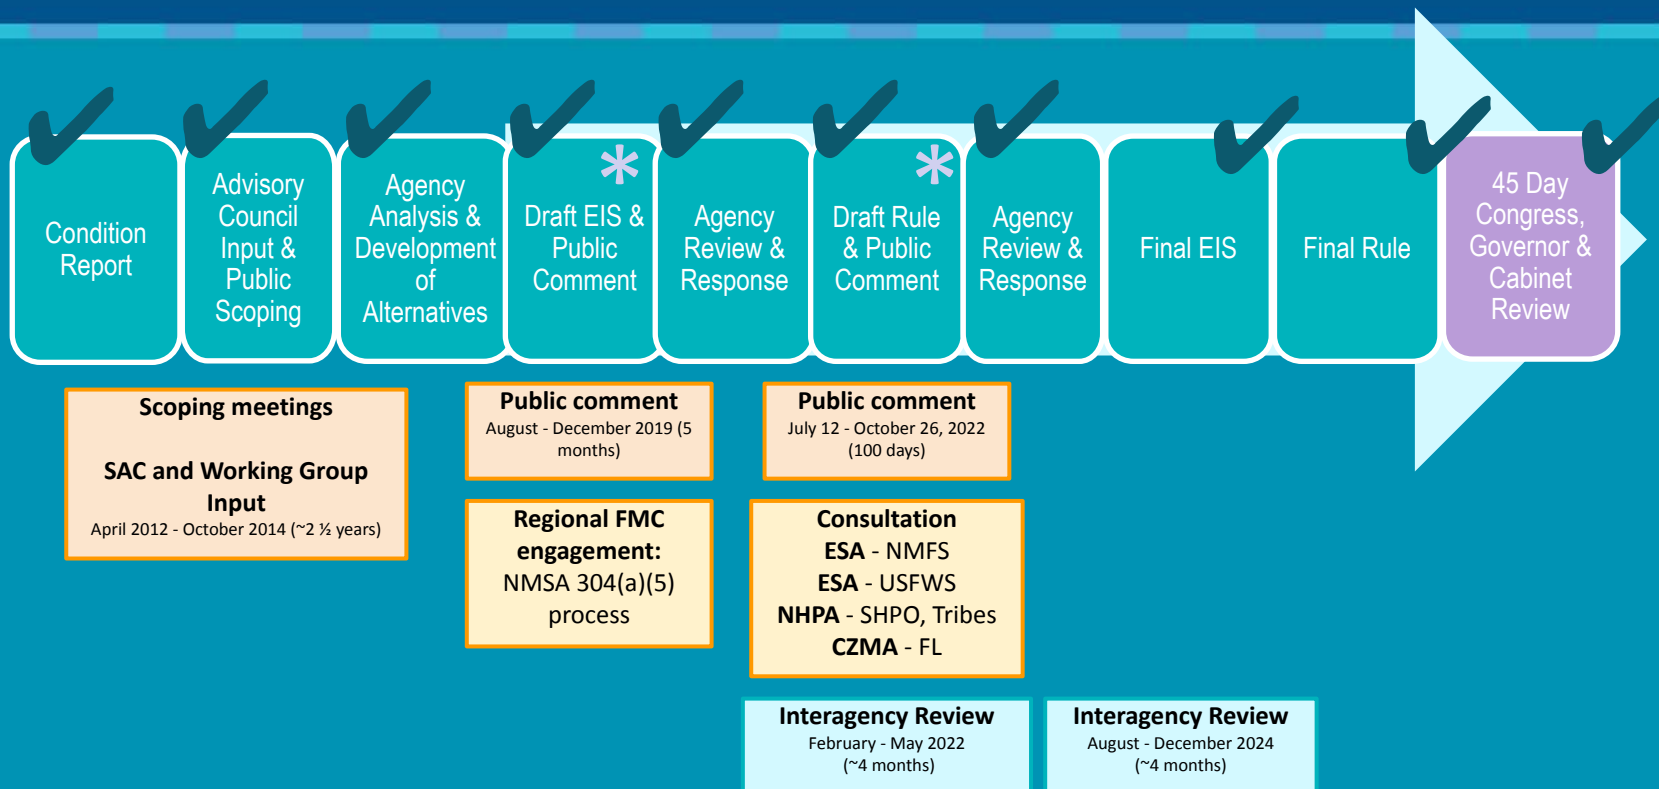 Condition
Report
Advisory
Council
Input &
Public
Scoping
Agency
Analysis &
Development
of
Alternatives
*
Draft EIS &
Public
Comment
Agency
Review &
Response
*
Draft Rule
& Public
Comment
Agency
Review &
Response
Final EIS
Final Rule
45 Day
Congress,
Governor &
Cabinet
Review
Scoping meetings
SAC and Working Group
Input
April 2012 - October 2014 (~2 ½ years)
Public comment
August - December 2019 (5
months)
Regional FMC
engagement:
NMSA 304(a)(5)
process
Public comment
July 12 - October 26, 2022
(100 days)
Consultation
ESA - NMFS
ESA - USFWS
NHPA - SHPO, Tribes
CZMA - FL
Interagency Review
February - May 2022
(~4 months)
Interagency Review
August - December 2024
(~4 months)